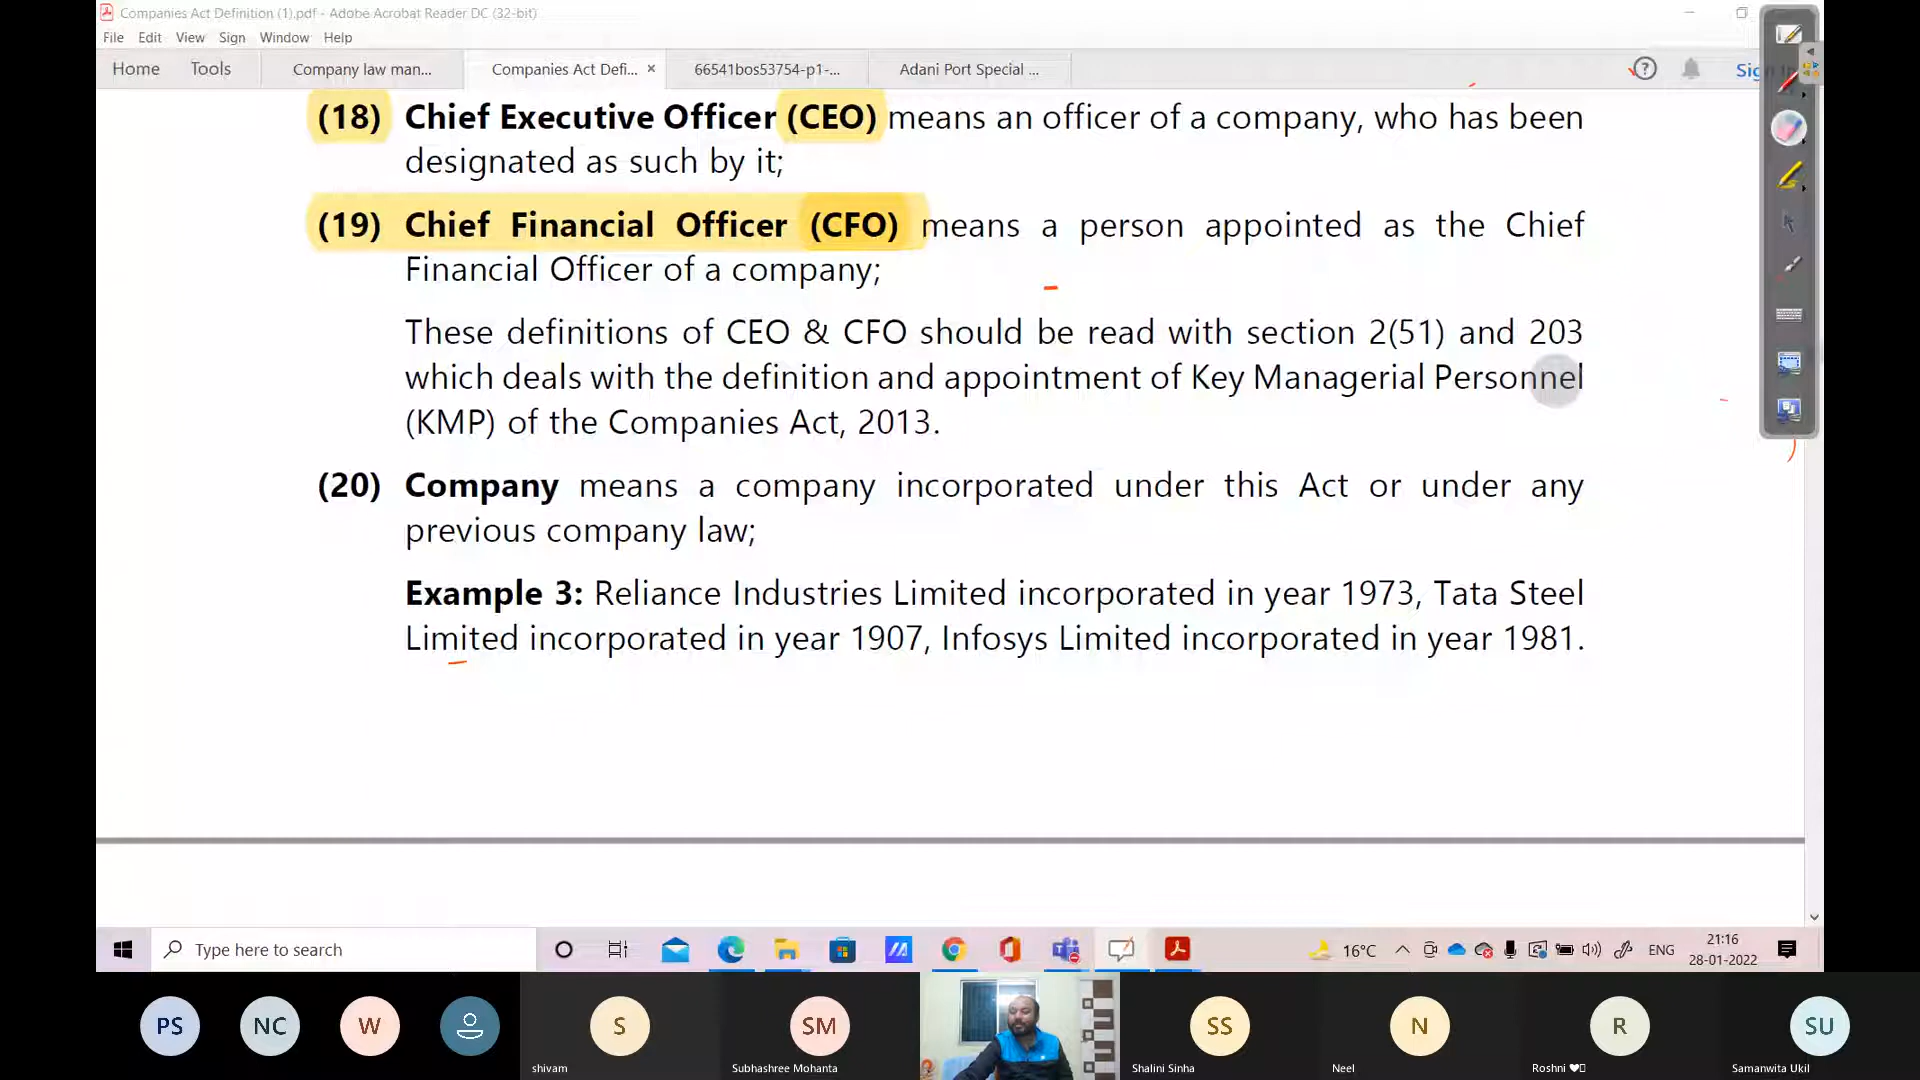 Companies Act Definition (1).pdf - Adobe Acrobat Reader DC (32-bit)
File Edit View Sign Window Help
Home Tools Company law man... Companies Act Defi... × 66541bos53754-p1-... Adani Port Special ... Sign In
(18) Chief Executive Officer (CEO) means an officer of a company, who has been
designated as such by it;
(19) Chief Financial Officer (CFO) means a person appointed as the Chief
Financial Officer of a company;
These definitions of CEO & CFO should be read with section 2(51) and 203
which deals with the definition and appointment of Key Managerial Personnel
(KMP) of the Companies Act, 2013.
(20) Company means a company incorporated under this Act or under any
previous company law;
Example 3: Reliance Industries Limited incorporated in year 1973, Tata Steel
Limited incorporated in year 1907, Infosys Limited incorporated in year 1981.
Type here to search 16°C ENG 21:16
28-01-2022
PS NC W S SM SS N R SU
shivam Subhashree Mohanta Shalini Sinha Neel Roshni ❤ Samanwita Ukil